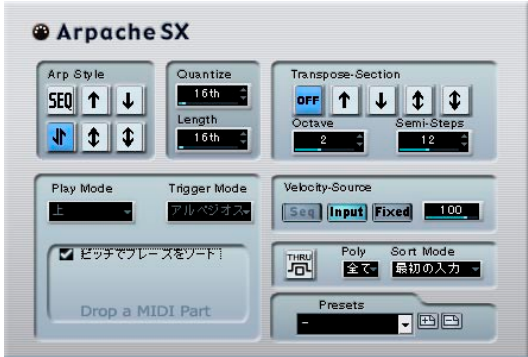 Arpache SX
Arp Style
SEQ
Quantize
16th
Length
16th
Transpose-Section
OFF
Octave
2
Semi-Steps
12
Play Mode
上
Trigger Mode
アルペジオス
ピッチでフレーズをソート
Drop a MIDI Part
Velocity-Source
Seq Input Fixed 100
THRU
Poly
全て
Sort Mode
最初の入力
Presets
-